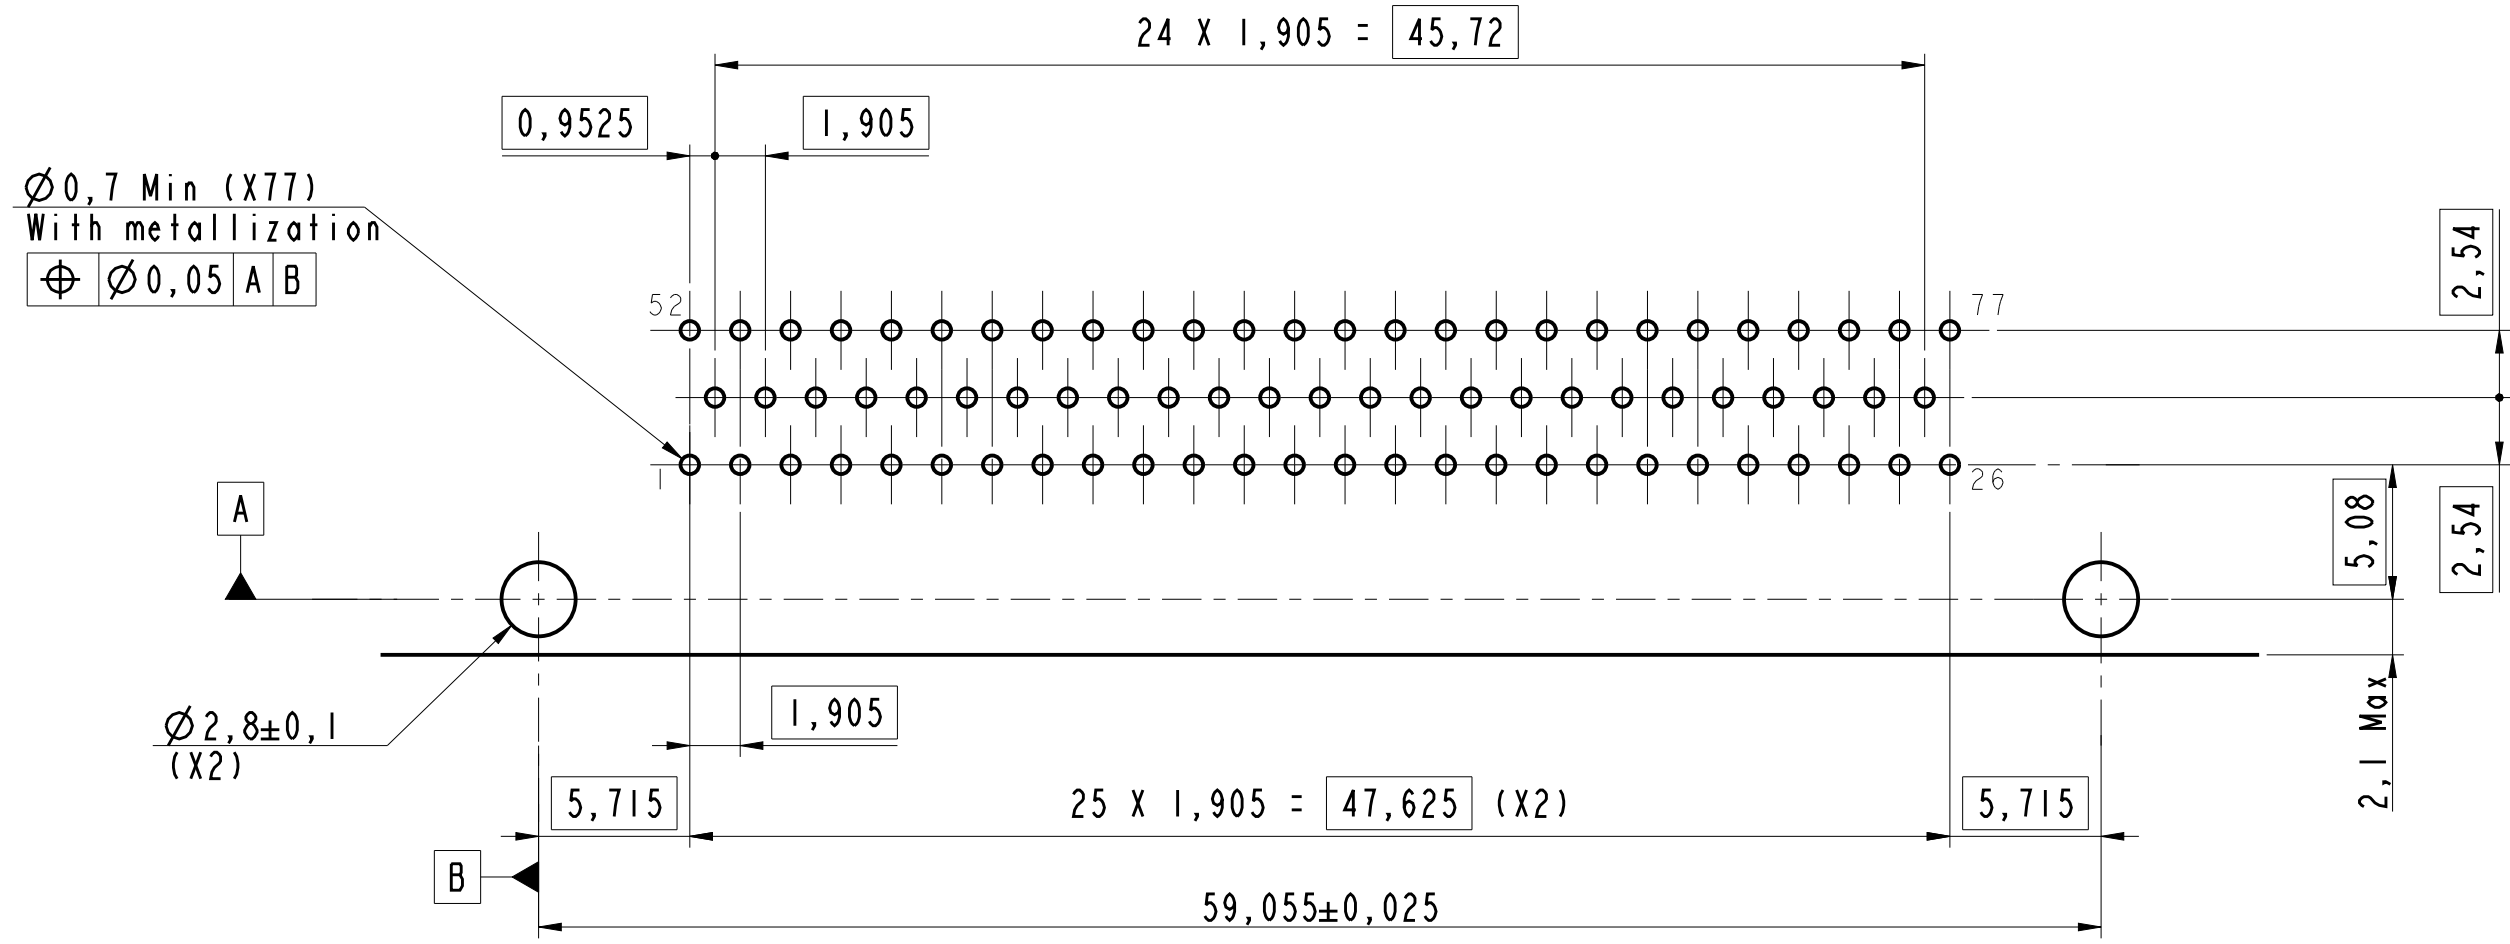 24 X 1,905 = 45,72
0,9525
1,905
Ø0,7 Min (X77)
With metallization
⌖ Ø0,05 A B
52
77
2,54
1
26
A
5,08
2,54
1,905
Ø2,8±0,1
(X2)
2,1 Max
5,715
25 X 1,905 = 47,625 (X2)
5,715
B
59,055±0,025